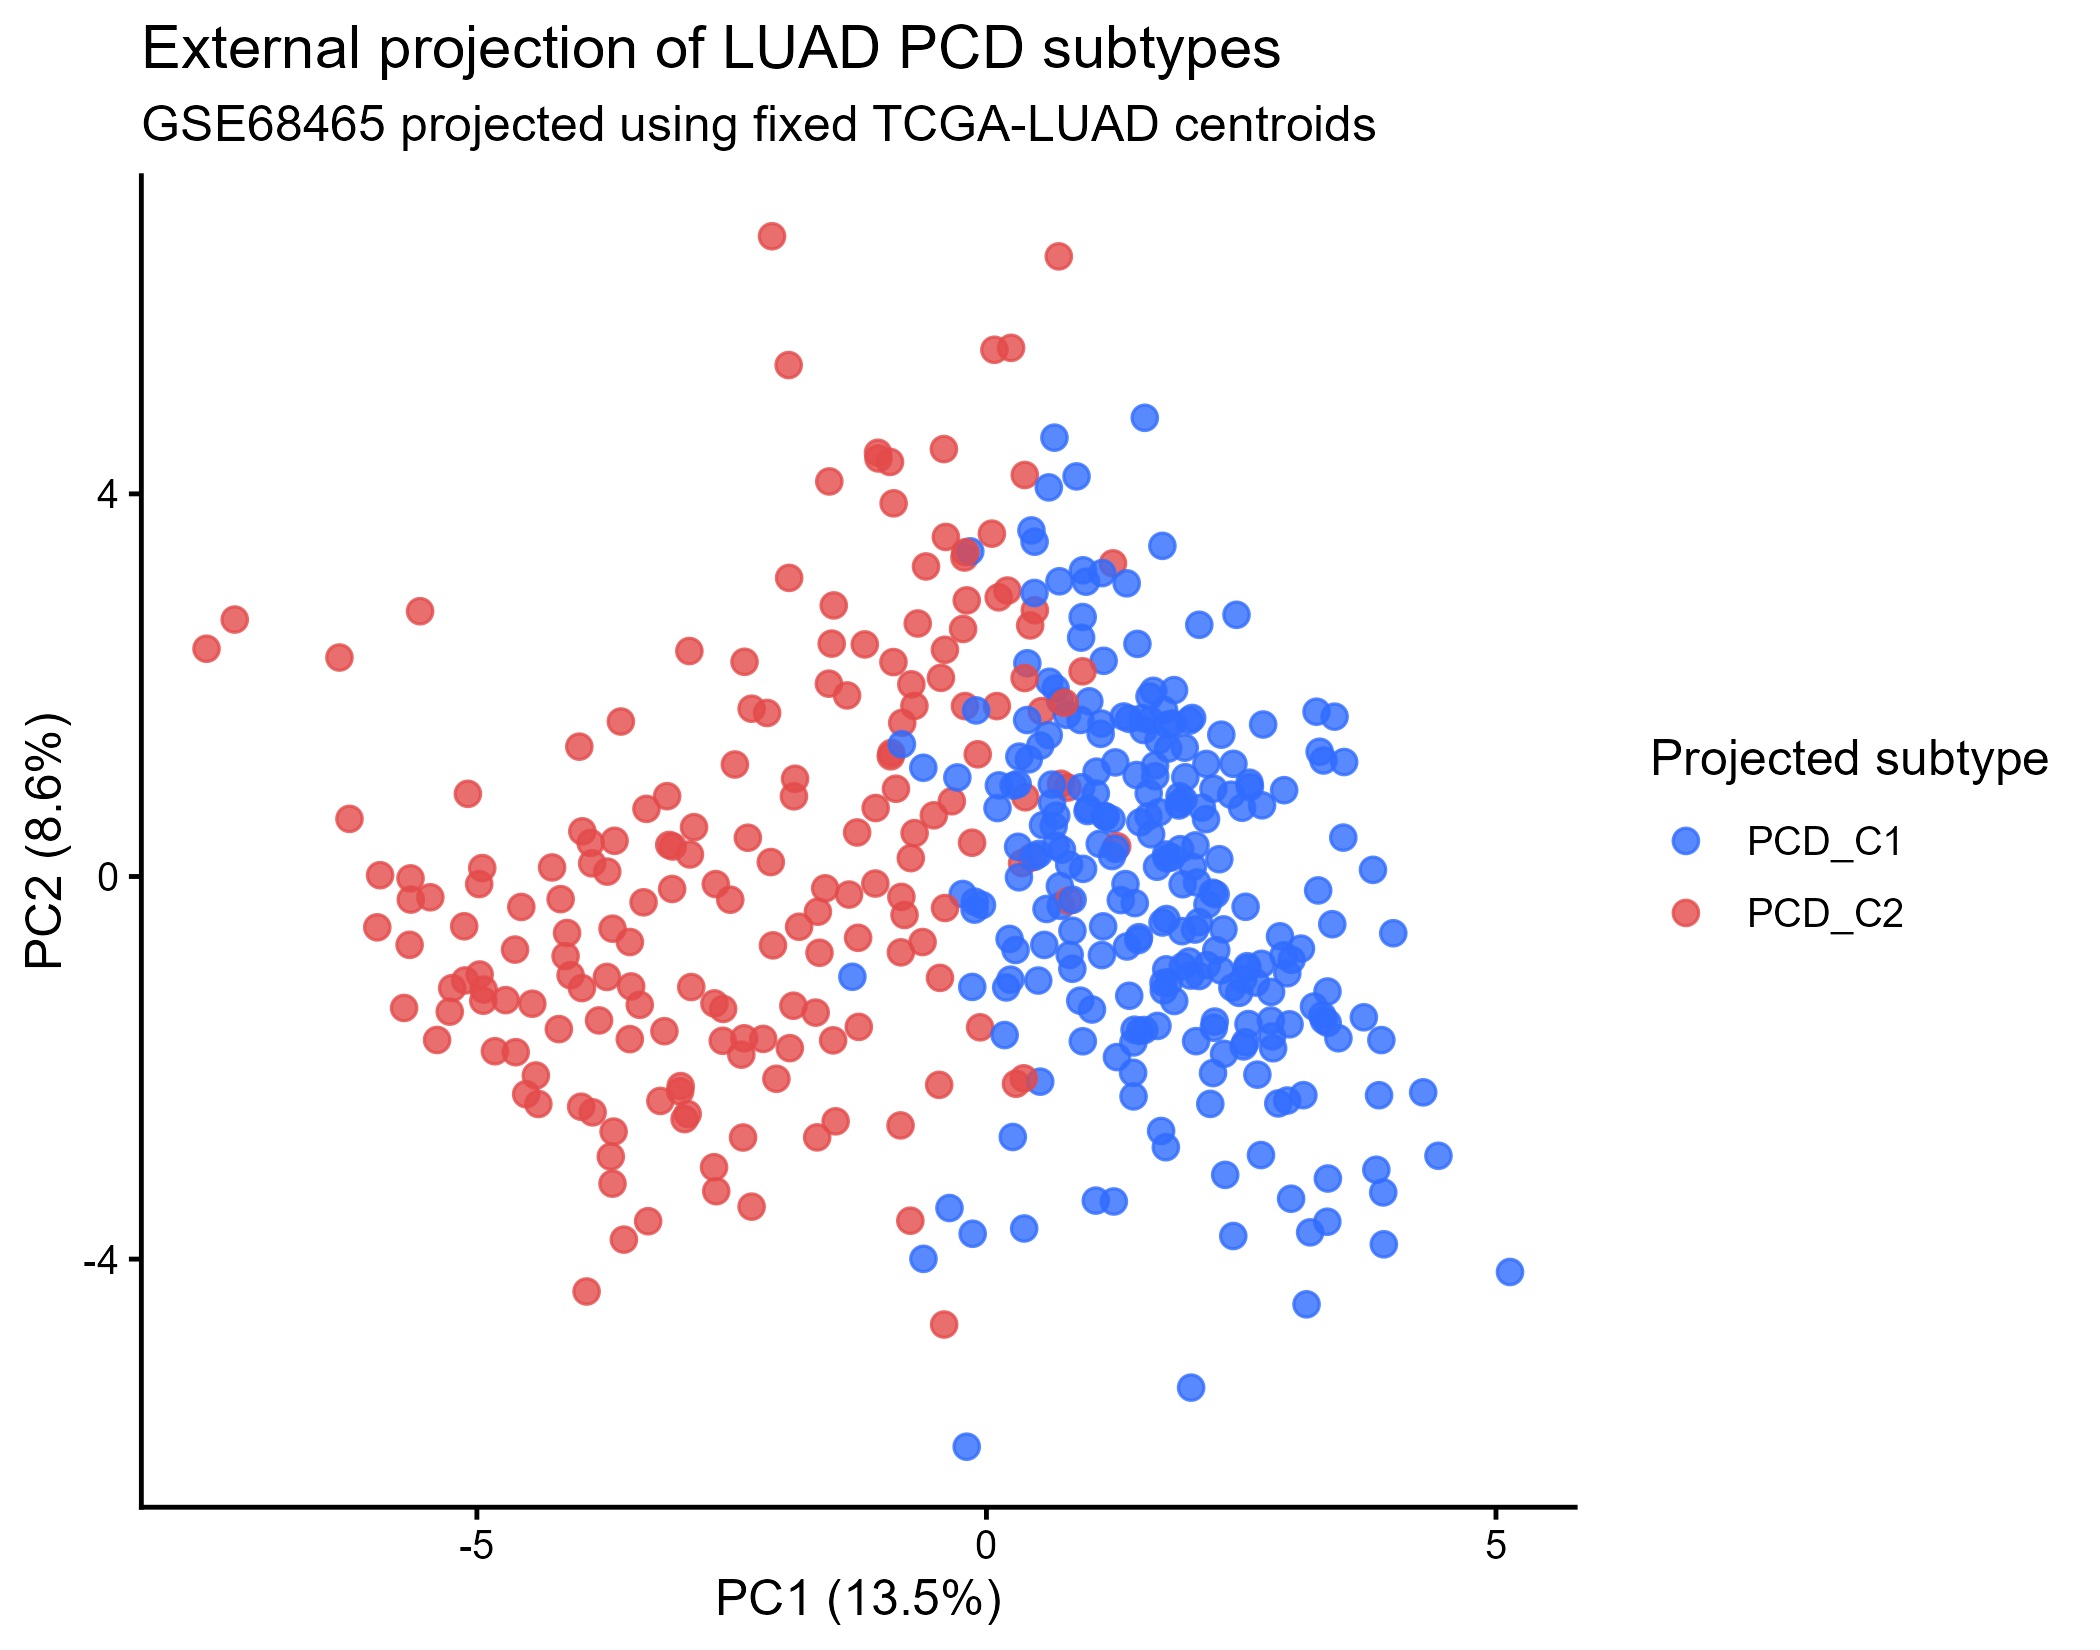 External projection of LUAD PCD subtypes
GSE68465 projected using fixed TCGA-LUAD centroids
PC2 (8.6%)
4
0
-4
-5
0
5
PC1 (13.5%)
Projected subtype
PCD_C1
PCD_C2